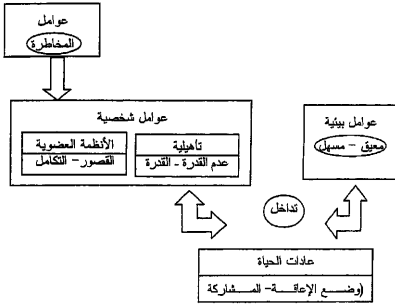 عوامل
المخاطرة
عوامل شخصية
الأنظمة العضوية
القصور – التكامل
تأهيلية
عدم القدرة - القدرة
عوامل بيئية
معيق – مسهل
تداخل
عادات الحياة
(وضع الإعاقة – المشاركة